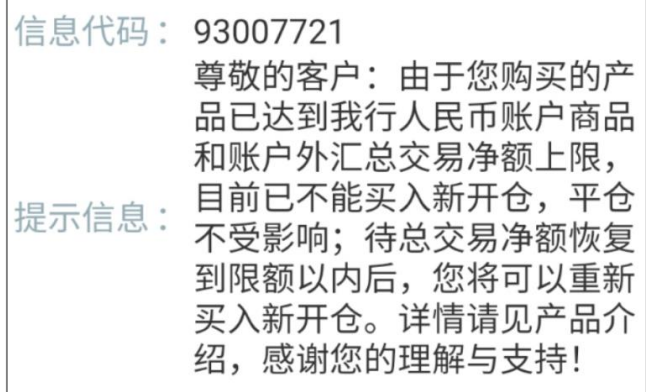 信息代码： 93007721
提示信息：
尊敬的客户：由于您购买的产
品已达到我行人民币账户商品
和账户外汇总交易净额上限，
目前已不能买入新开仓，平仓
不受影响；待总交易净额恢复
到限额以内后，您将可以重新
买入新开仓。详情请见产品介
绍，感谢您的理解与支持！